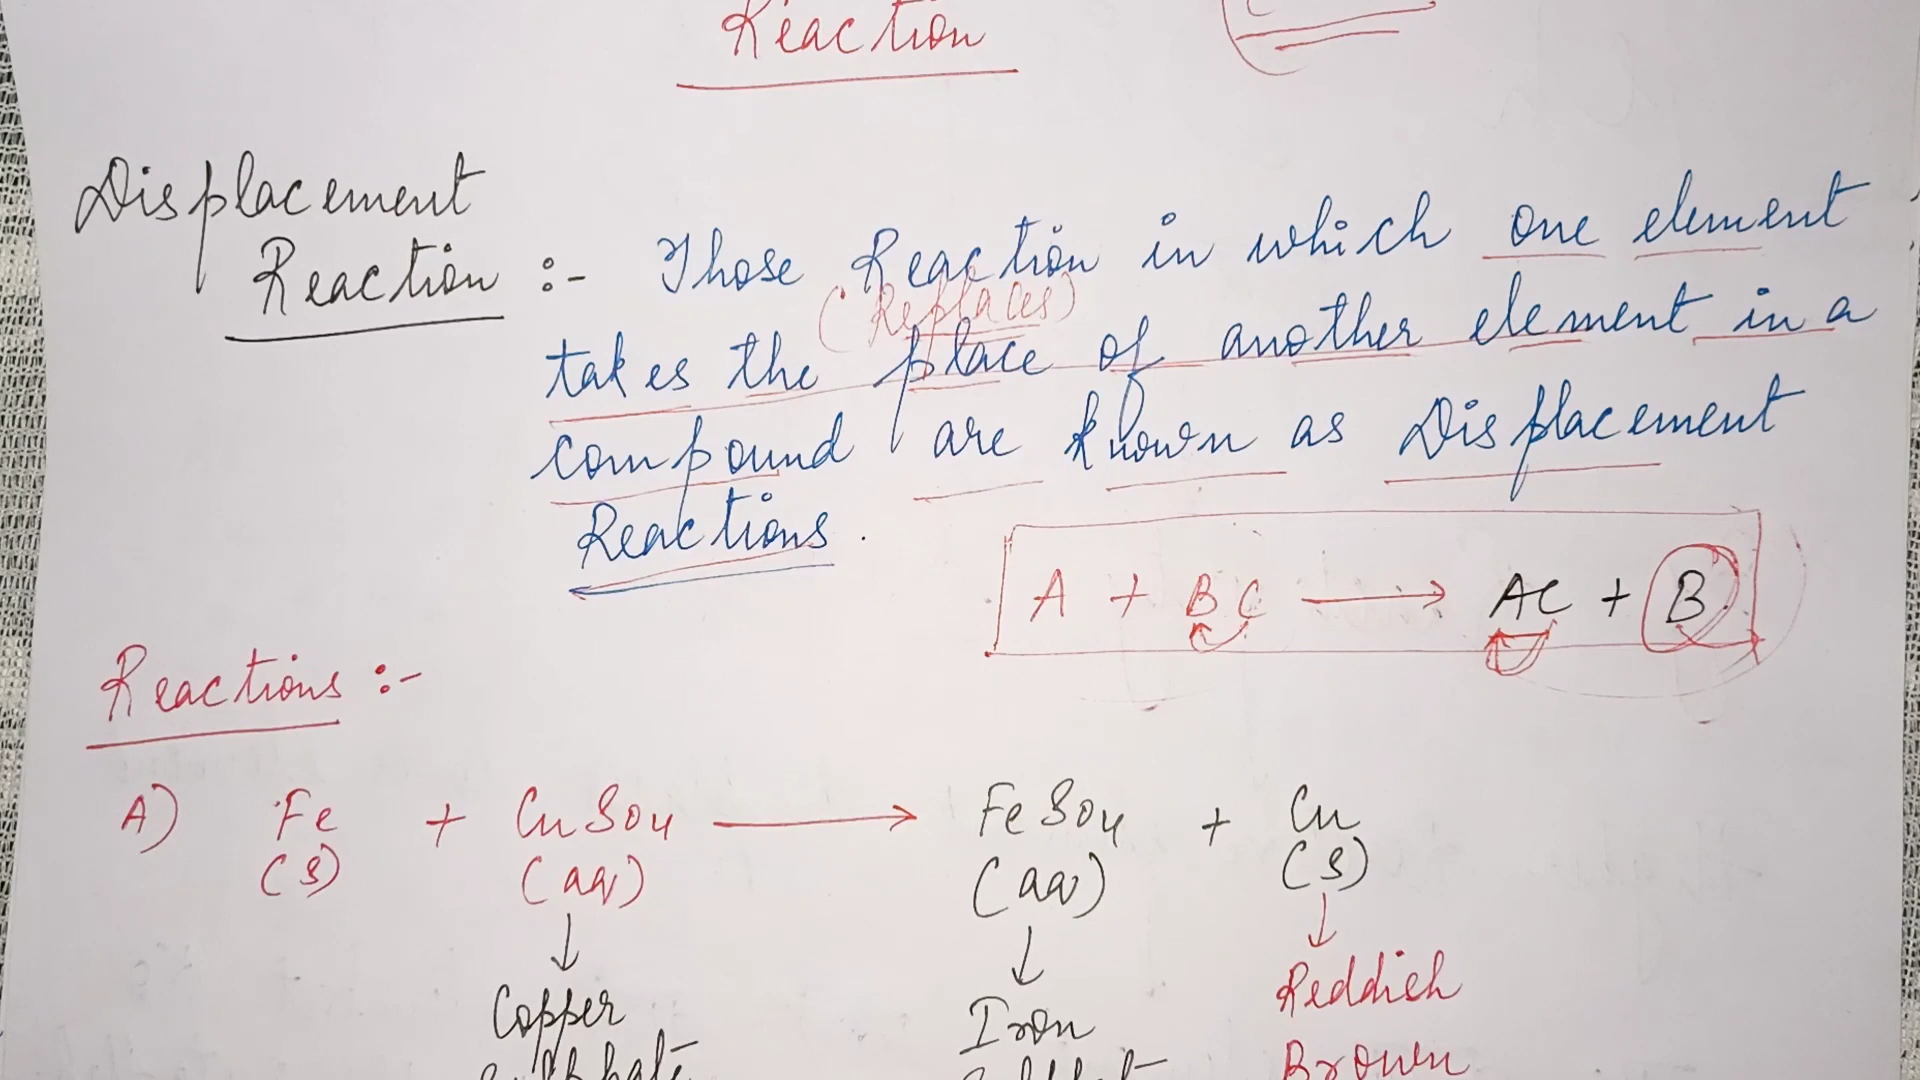 Reaction
Displacement
Reaction :- Those Reaction in which one element
(Replaces)
takes the place of another element in a
compound are known as Displacement
Reactions.
A + BC → AC + B
Reactions :-
A) Fe + CuSO4 → FeSO4 + Cu
(s) (aq) (aq) (s)
↓ ↓ ↓
Copper Iron Reddish
Sulphate Brown